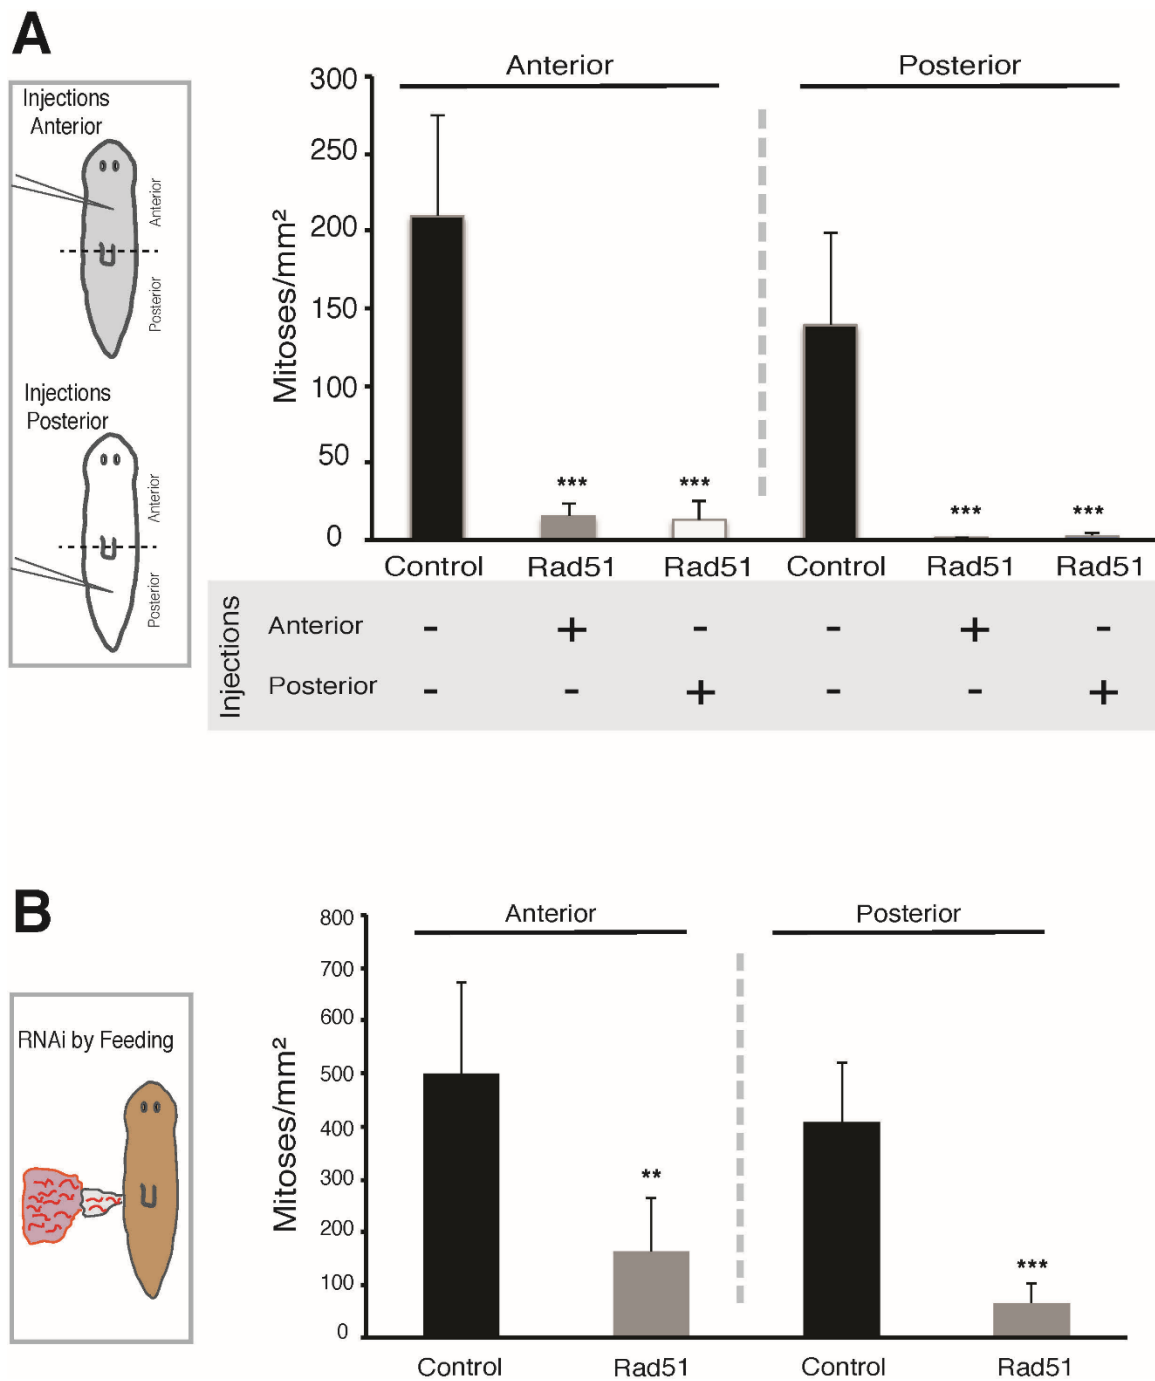 A
Injections
Anterior
Anterior
Posterior
Injections
Posterior
Anterior
Posterior
Anterior
Posterior
Mitoses/mm²
300
250
200
150
100
50
0
***
***
***
***
Control
Rad51
Rad51
Control
Rad51
Rad51
Injections
Anterior - + - - + -
Posterior - - + - - +
B
RNAi by Feeding
Anterior
Posterior
Mitoses/mm²
800
700
600
500
400
300
200
100
0
**
***
Control
Rad51
Control
Rad51